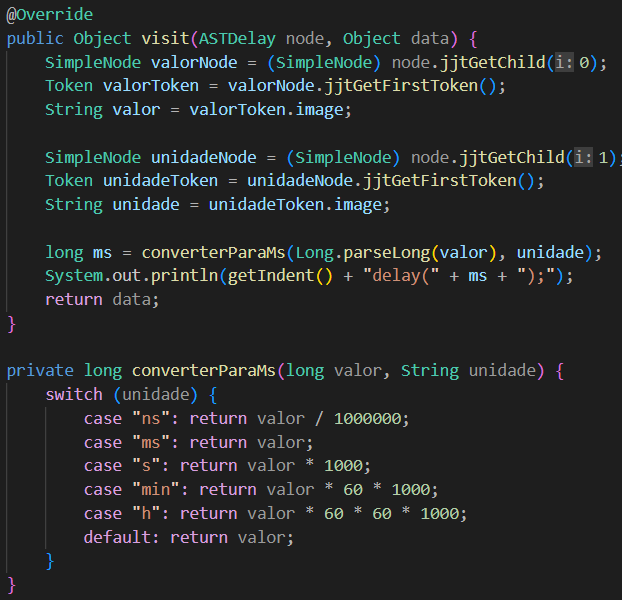 @Override
public Object visit(ASTDelay node, Object data) {
    SimpleNode valorNode = (SimpleNode) node.jjtGetChild(i: 0);
    Token valorToken = valorNode.jjtGetFirstToken();
    String valor = valorToken.image;

    SimpleNode unidadeNode = (SimpleNode) node.jjtGetChild(i: 1);
    Token unidadeToken = unidadeNode.jjtGetFirstToken();
    String unidade = unidadeToken.image;

    long ms = converterParaMs(Long.parseLong(valor), unidade);
    System.out.println(getIndent() + "delay(" + ms + ");");
    return data;
}

private long converterParaMs(long valor, String unidade) {
    switch (unidade) {
        case "ns": return valor / 1000000;
        case "ms": return valor;
        case "s": return valor * 1000;
        case "min": return valor * 60 * 1000;
        case "h": return valor * 60 * 60 * 1000;
        default: return valor;
    }
}